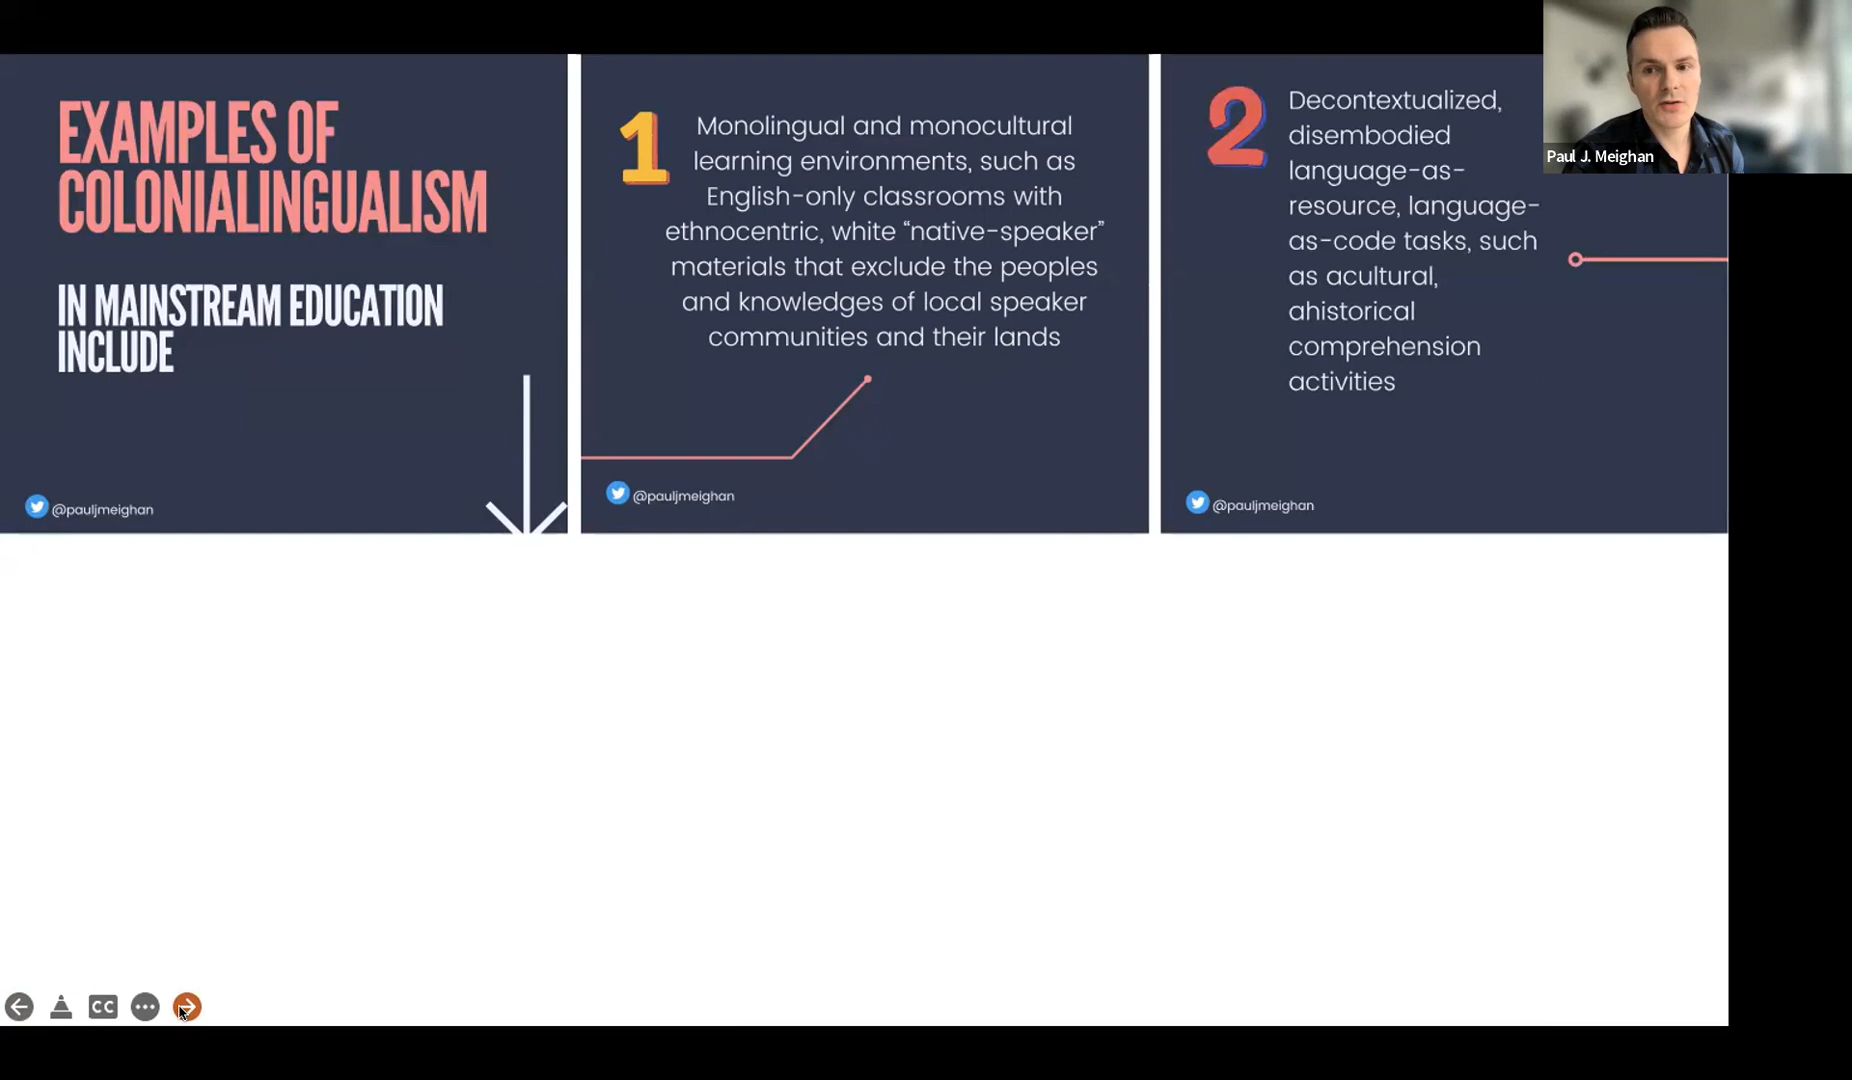 EXAMPLES OF
COLONIALINGUALISM
IN MAINSTREAM EDUCATION
INCLUDE
@pauljmeighan
1
Monolingual and monocultural
learning environments, such as
English-only classrooms with
ethnocentric, white “native-speaker”
materials that exclude the peoples
and knowledges of local speaker
communities and their lands
@pauljmeighan
2
Decontextualized,
disembodied
language-as-
resource, language-
as-code tasks, such
as acultural,
ahistorical
comprehension
activities
@pauljmeighan
Paul J. Meighan
CC